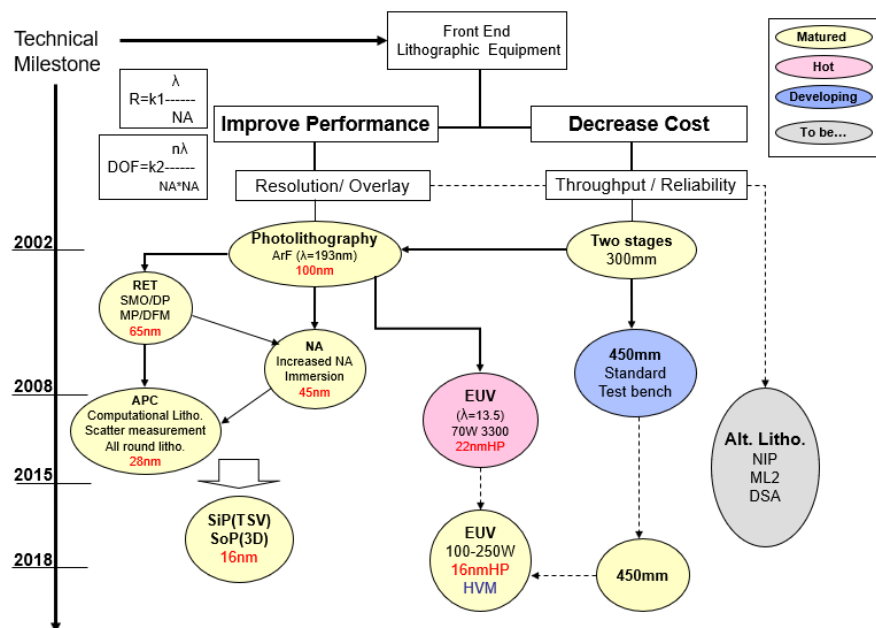 Technical
Milestone
Front End
Lithographic Equipment
Matured
Hot
Developing
To be...
λ
R=k1------
NA
nλ
DOF=k2------
NA*NA
Improve Performance
Decrease Cost
Resolution/ Overlay
Throughput / Reliability
2002
Photolithography
ArF (λ=193nm)
100nm
Two stages
300mm
RET
SMO/DP
MP/DFM
65nm
NA
Increased NA
Immersion
45nm
450mm
Standard
Test bench
2008
APC
Computational Litho.
Scatter measurement
All round litho.
28nm
EUV
(λ=13.5)
70W 3300
22nmHP
Alt. Litho.
NIP
ML2
DSA
2015
SiP(TSV)
SoP(3D)
16nm
EUV
100-250W
16nmHP
HVM
450mm
2018